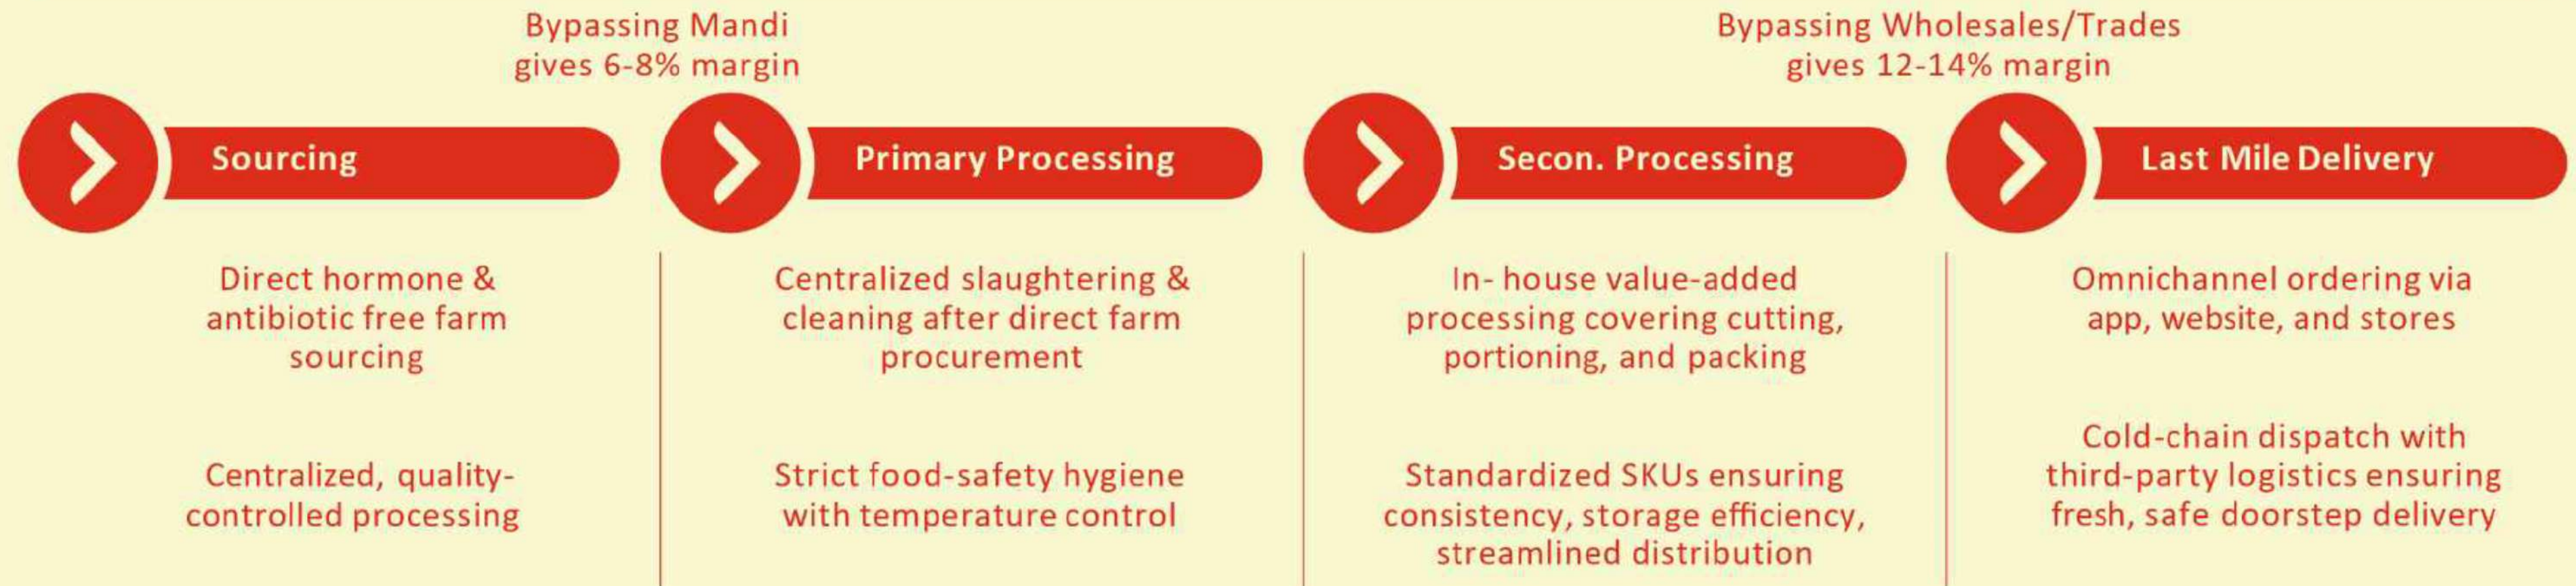 Bypassing Mandi
gives 6-8% margin
Bypassing Wholesales/Trades
gives 12-14% margin
Sourcing
Direct hormone &
antibiotic free farm
sourcing
Centralized, quality-
controlled processing
Primary Processing
Centralized slaughtering &
cleaning after direct farm
procurement
Strict food-safety hygiene
with temperature control
Secon. Processing
In- house value-added
processing covering cutting,
portioning, and packing
Standardized SKUs ensuring
consistency, storage efficiency,
streamlined distribution
Last Mile Delivery
Omnichannel ordering via
app, website, and stores
Cold-chain dispatch with
third-party logistics ensuring
fresh, safe doorstep delivery